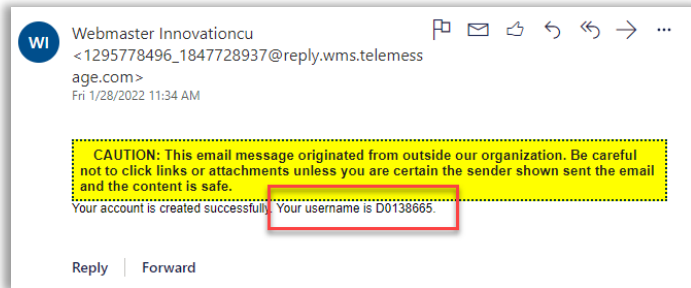 WI
Webmaster Innovationcu
<1295778496_1847728937@reply.wms.telemess
age.com>
Fri 1/28/2022 11:34 AM
CAUTION: This email message originated from outside our organization. Be careful
not to click links or attachments unless you are certain the sender shown sent the email
and the content is safe.
Your account is created successfully. Your username is D0138665.
Reply Forward